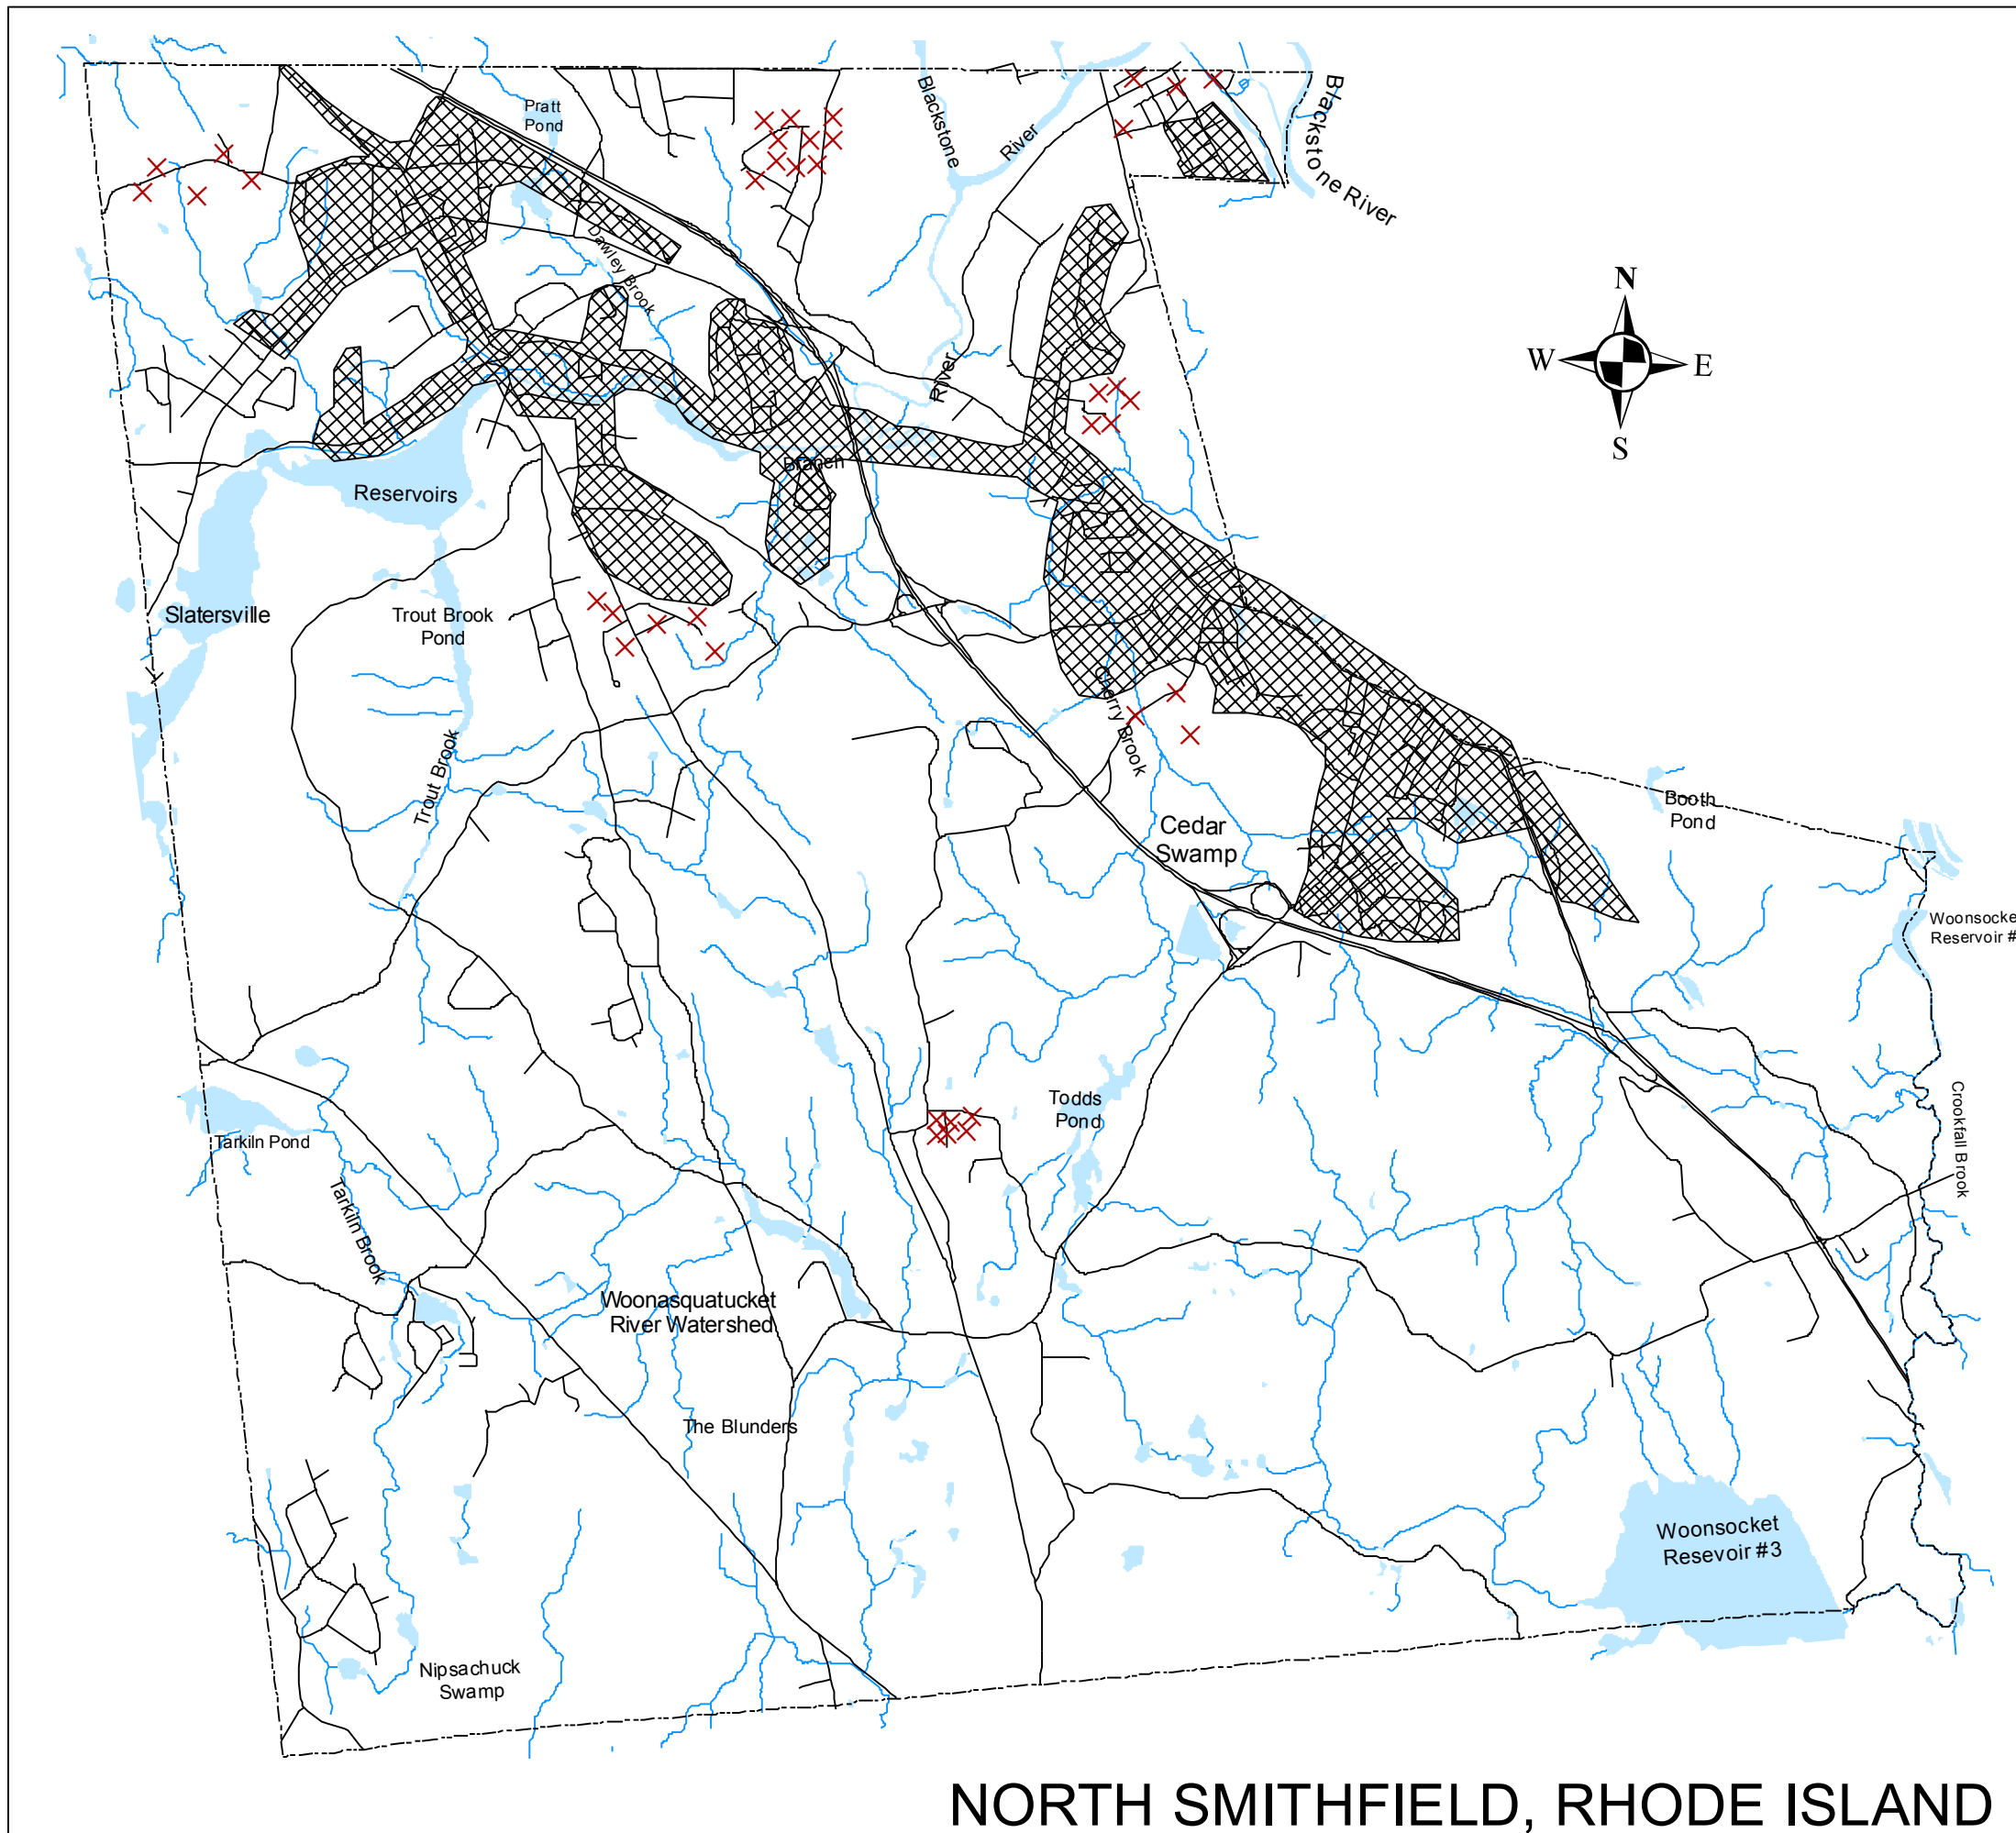 Pratt
Pond
Blackstone
River
Blackstone River
Dawley Brook
N
W
E
S
River
Branch
Reservoirs
Slatersville
Trout Brook
Pond
Cherry Brook
Trout Brook
Booth
Pond
Cedar
Swamp
Woonsocke
Reservoir #
Todds
Pond
Crookfall Brook
Tarkiln Pond
Tarkiln Brook
Woonasquatucket
River Watershed
The Blunders
Woonsocket
Resevoir #3
Nipsachuck
Swamp
NORTH SMITHFIELD, RHODE ISLAND